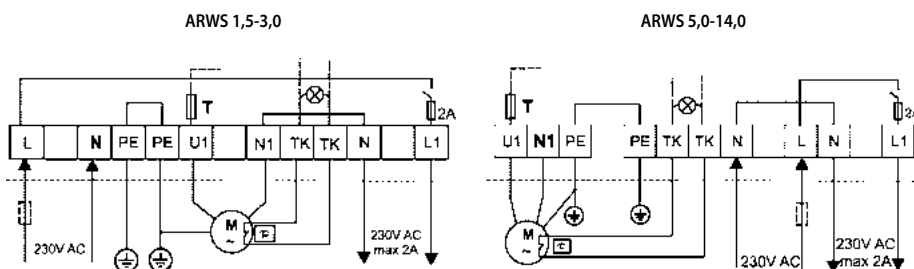 ARWS 1,5-3,0
ARWS 5,0-14,0
T
2A
L N PE PE U1 N1 TK TK N L1
M
~
230V AC
230V AC
max 2A
T
2A
U1 N1 PE PE TK TK N L N L1
M
~
230V AC
230V AC
max 2A